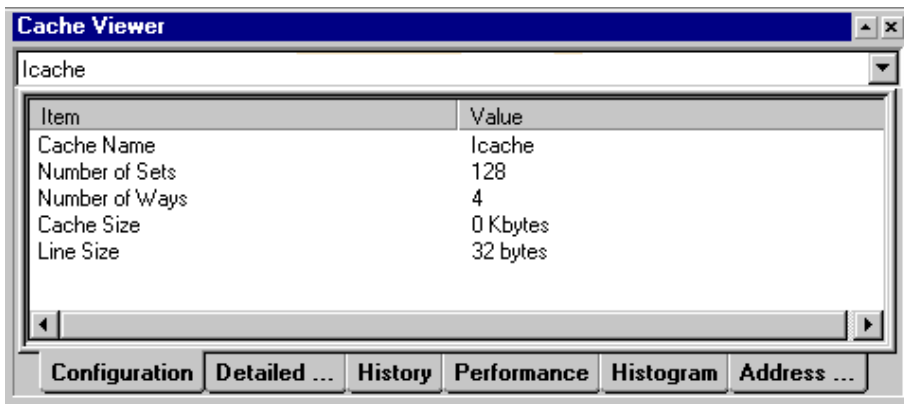 Cache Viewer
Icache
Item Value
Cache Name Icache
Number of Sets 128
Number of Ways 4
Cache Size 0 Kbytes
Line Size 32 bytes
Configuration Detailed ... History Performance Histogram Address ...